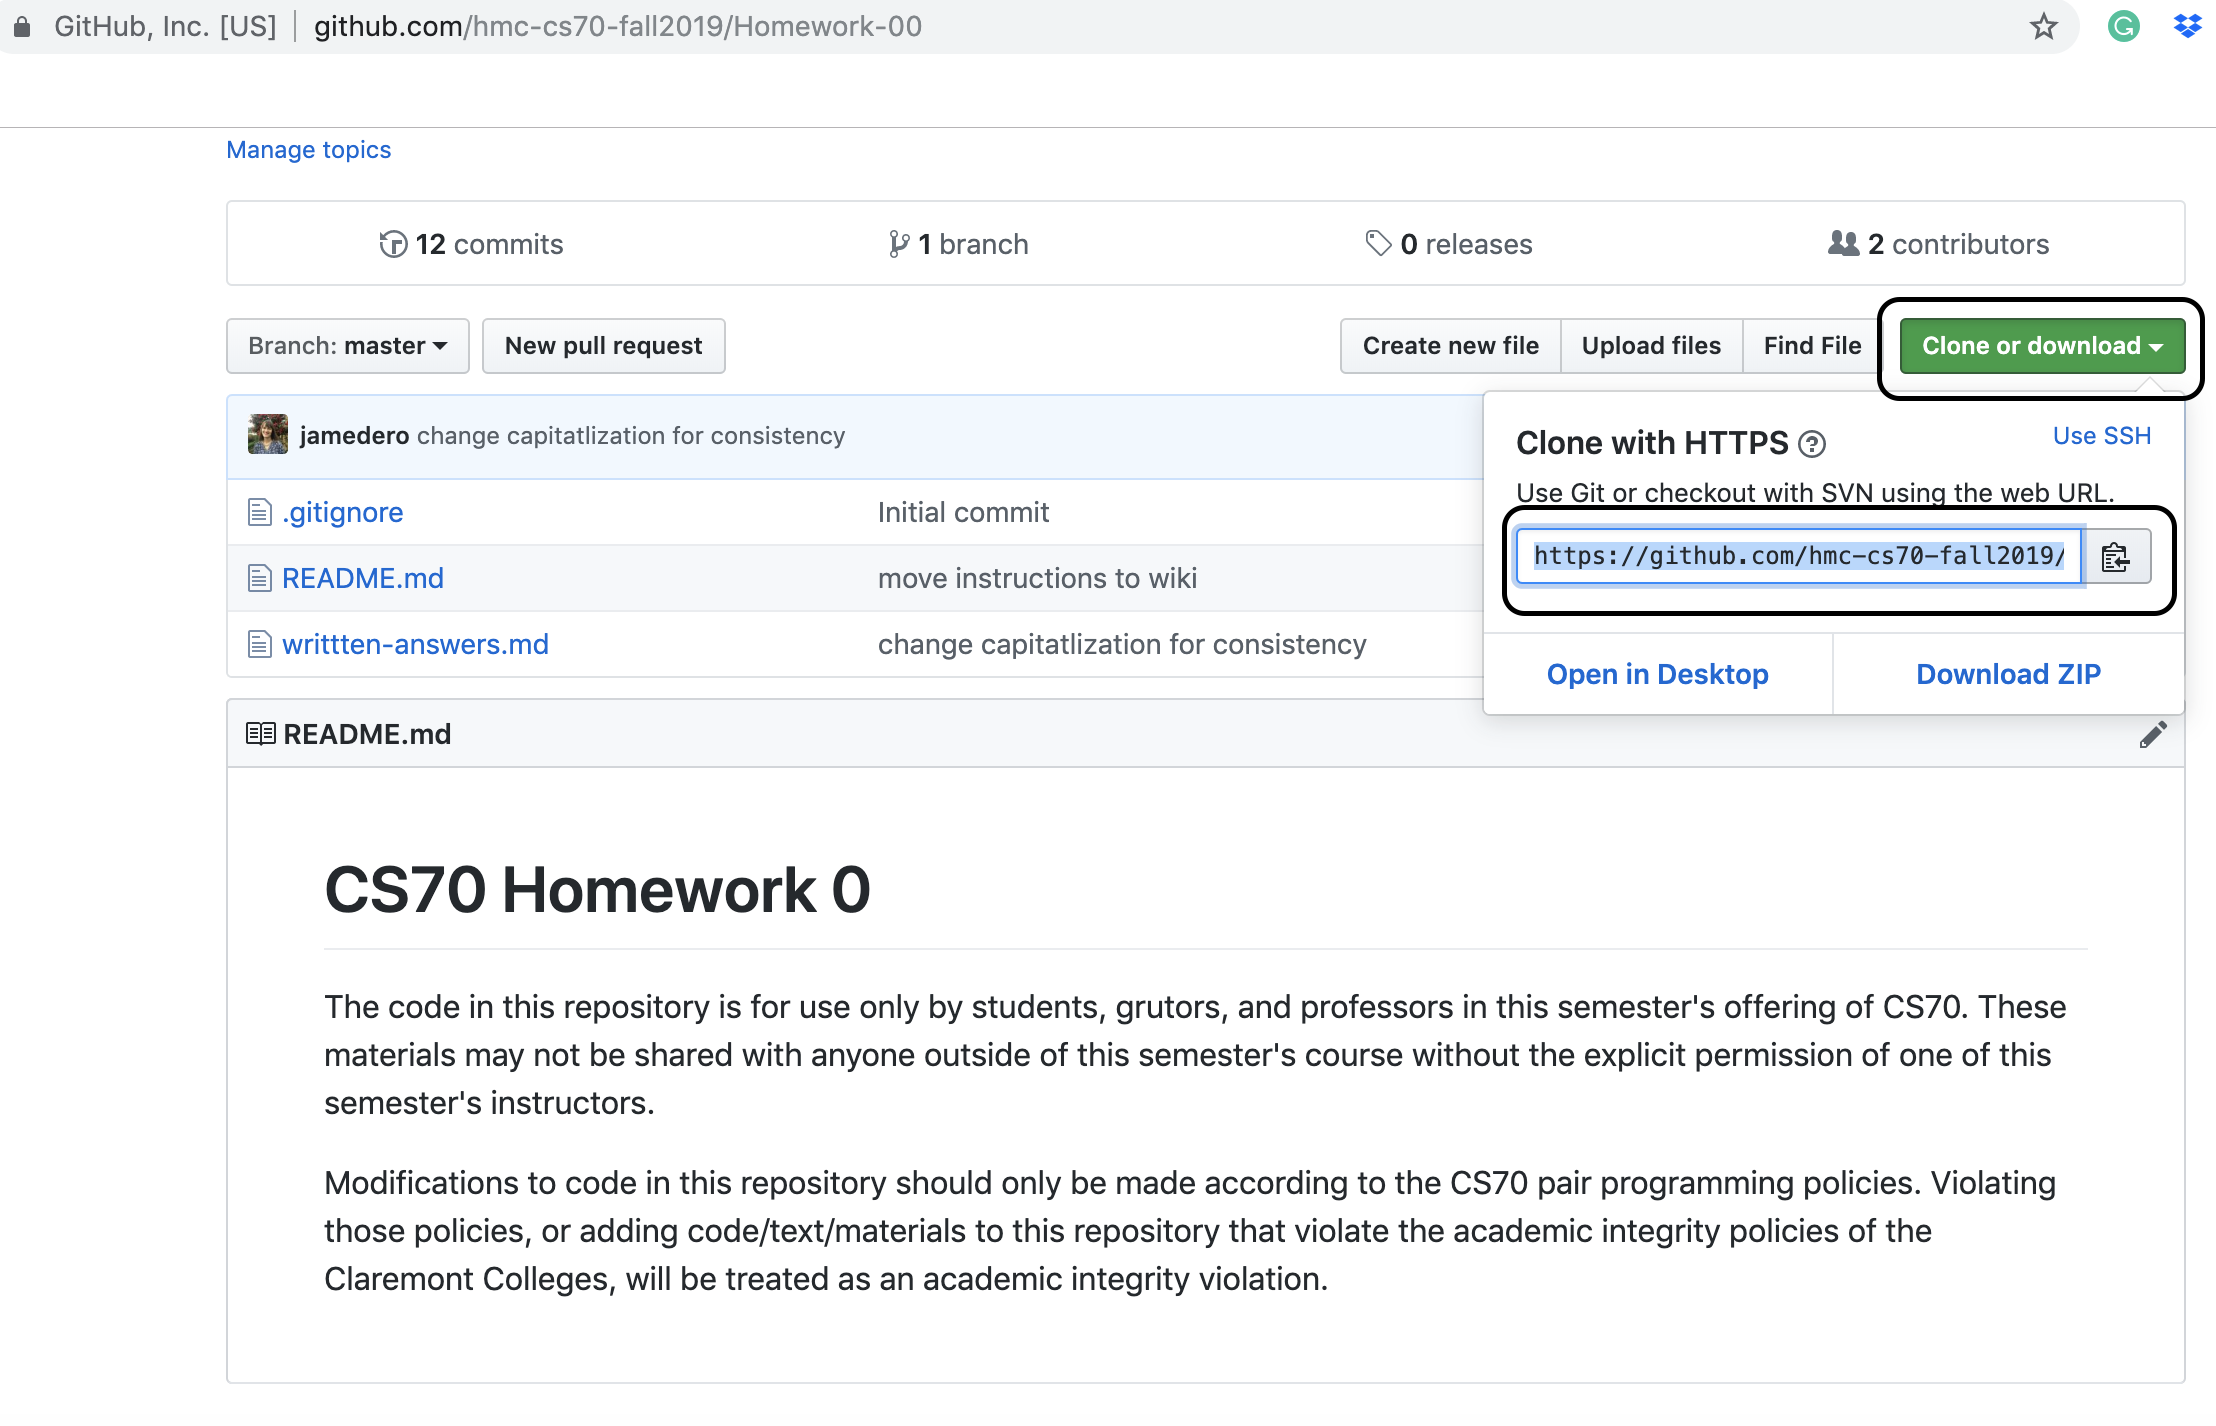 GitHub, Inc. [US] | github.com/hmc-cs70-fall2019/Homework-00
Manage topics
12 commits
1 branch
0 releases
2 contributors
Branch: master
New pull request
Create new file
Upload files
Find File
Clone or download
jamedero change capitatlization for consistency
Clone with HTTPS
Use SSH
Use Git or checkout with SVN using the web URL.
https://github.com/hmc-cs70-fall2019/
Open in Desktop
Download ZIP
.gitignore
Initial commit
README.md
move instructions to wiki
writtten-answers.md
change capitatlization for consistency
README.md
CS70 Homework 0
The code in this repository is for use only by students, grutors, and professors in this semester's offering of CS70. These
materials may not be shared with anyone outside of this semester's course without the explicit permission of one of this
semester's instructors.
Modifications to code in this repository should only be made according to the CS70 pair programming policies. Violating
those policies, or adding code/text/materials to this repository that violate the academic integrity policies of the
Claremont Colleges, will be treated as an academic integrity violation.